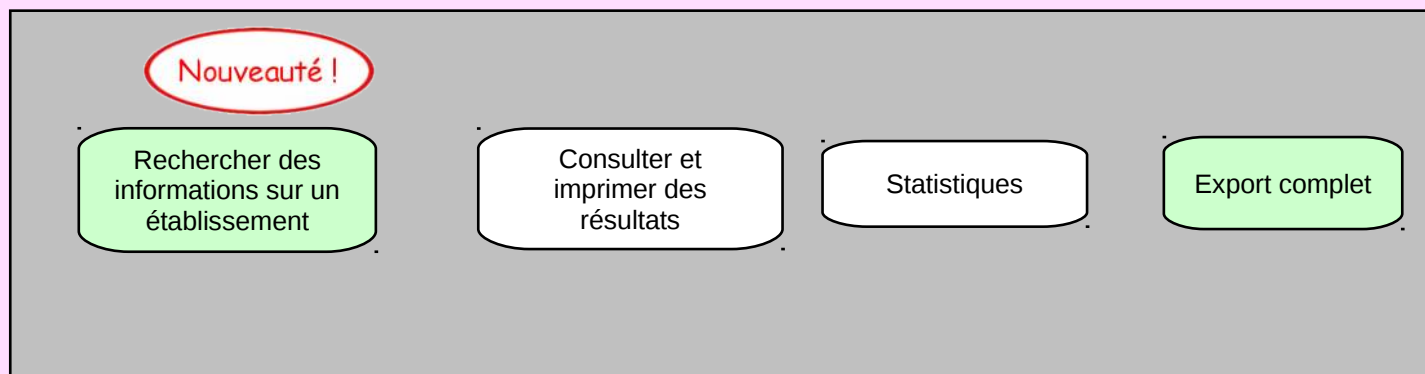 Nouveauté !
Rechercher des
informations sur un
établissement
Consulter et
imprimer des
résultats
Statistiques
Export complet